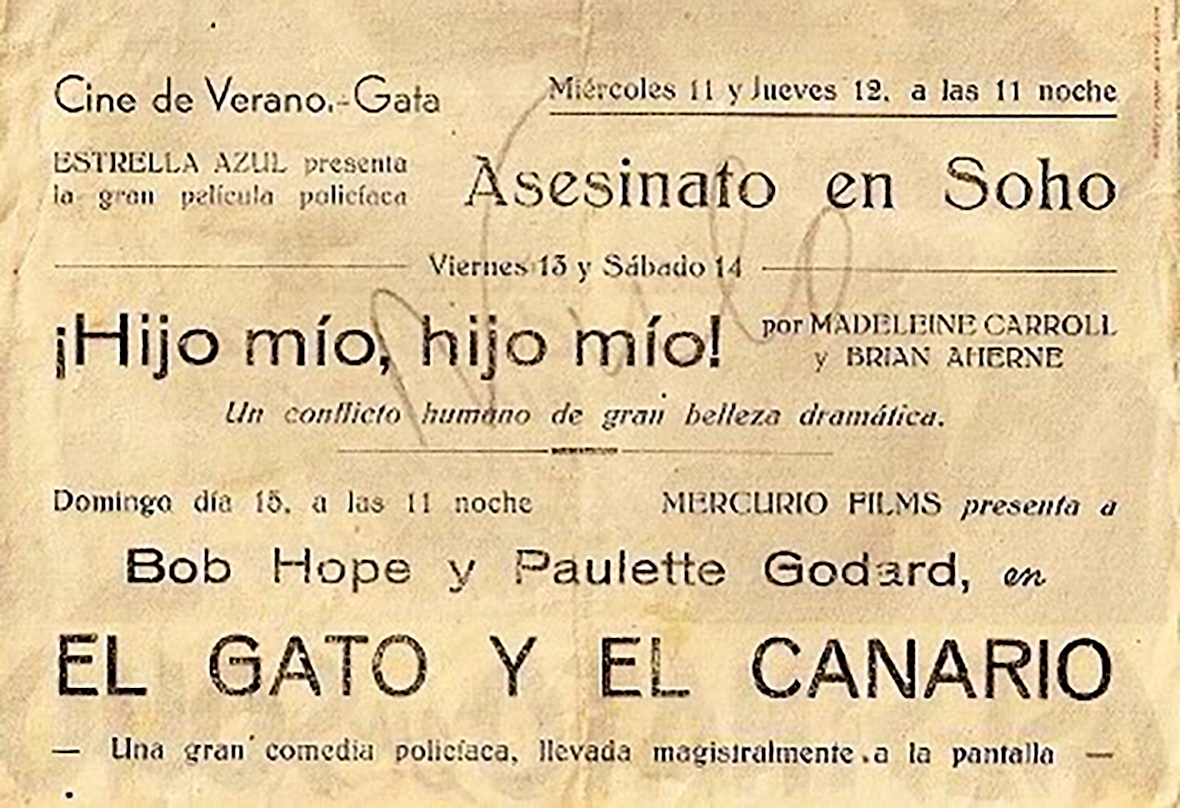 Cine de Verano.-Gata
Miércoles 11 y Jueves 12, a las 11 noche
ESTRELLA AZUL presenta
la gran película policíaca
Asesinato en Soho
Viernes 13 y Sábado 14
¡Hijo mío, hijo mío!
por MADELEINE CARROLL
y BRIAN AHERNE
Un conflicto humano de gran belleza dramática.
Domingo día 15, a las 11 noche
MERCURIO FILMS presenta a
Bob Hope y Paulette Godard, en
EL GATO Y EL CANARIO
— Una gran comedia policíaca, llevada magistralmente a la pantalla —